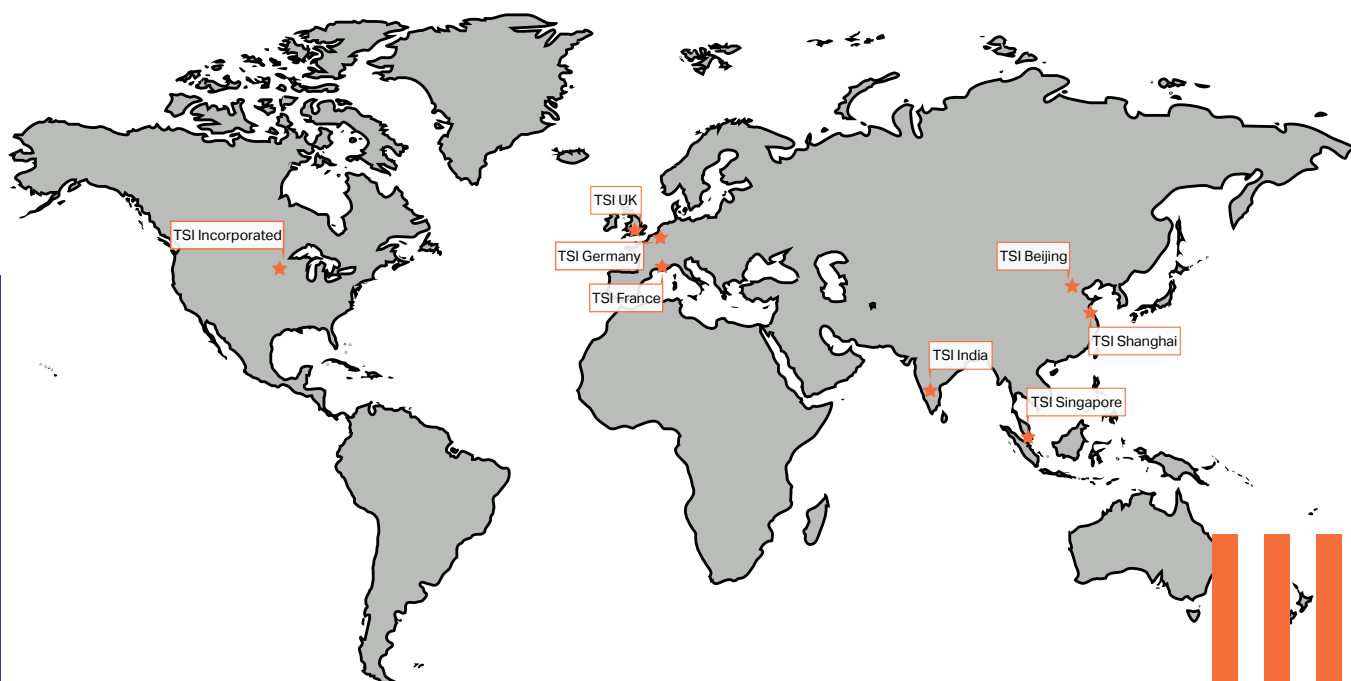 TSI UK
TSI Incorporated
TSI Germany
TSI Beijing
TSI France
TSI Shanghai
TSI India
TSI Singapore